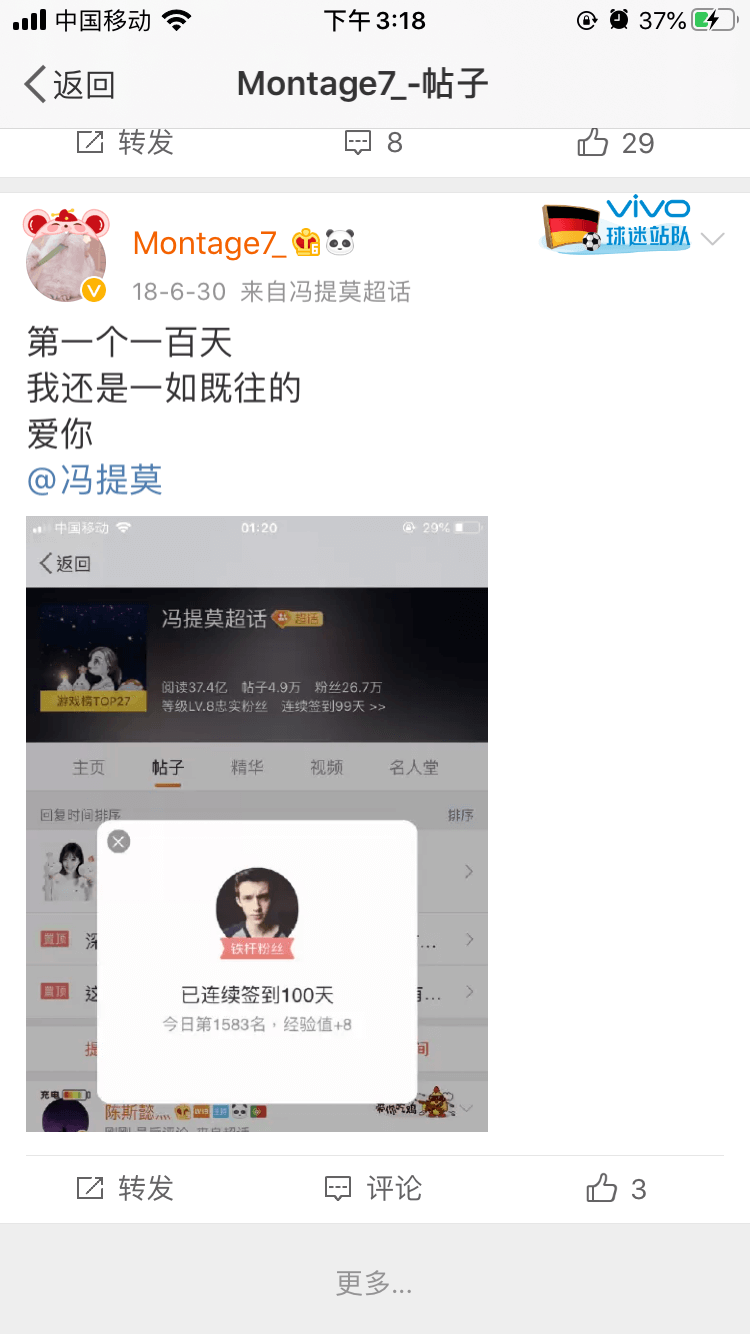 中国移动 下午3:18 37%
返回 Montage7_-帖子
转发 8 29
Montage7_
vivo
球迷站队
18-6-30 来自冯提莫超话
第一个一百天
我还是一如既往的
爱你
@冯提莫
中国移动 01:20 29%
返回
冯提莫超话 超话
阅读37.4亿 帖子4.9万 粉丝26.7万
游戏榜TOP27
等级LV.8忠实粉丝 连续签到99天 >>
主页 帖子 精华 视频 名人堂
回复时间排序 排序
铁杆粉丝
置顶 深 ...
已连续签到100天
置顶 这 ...
今日第1583名,经验值+8
提 间
充电
陈斯懿
转发 评论 3
更多...